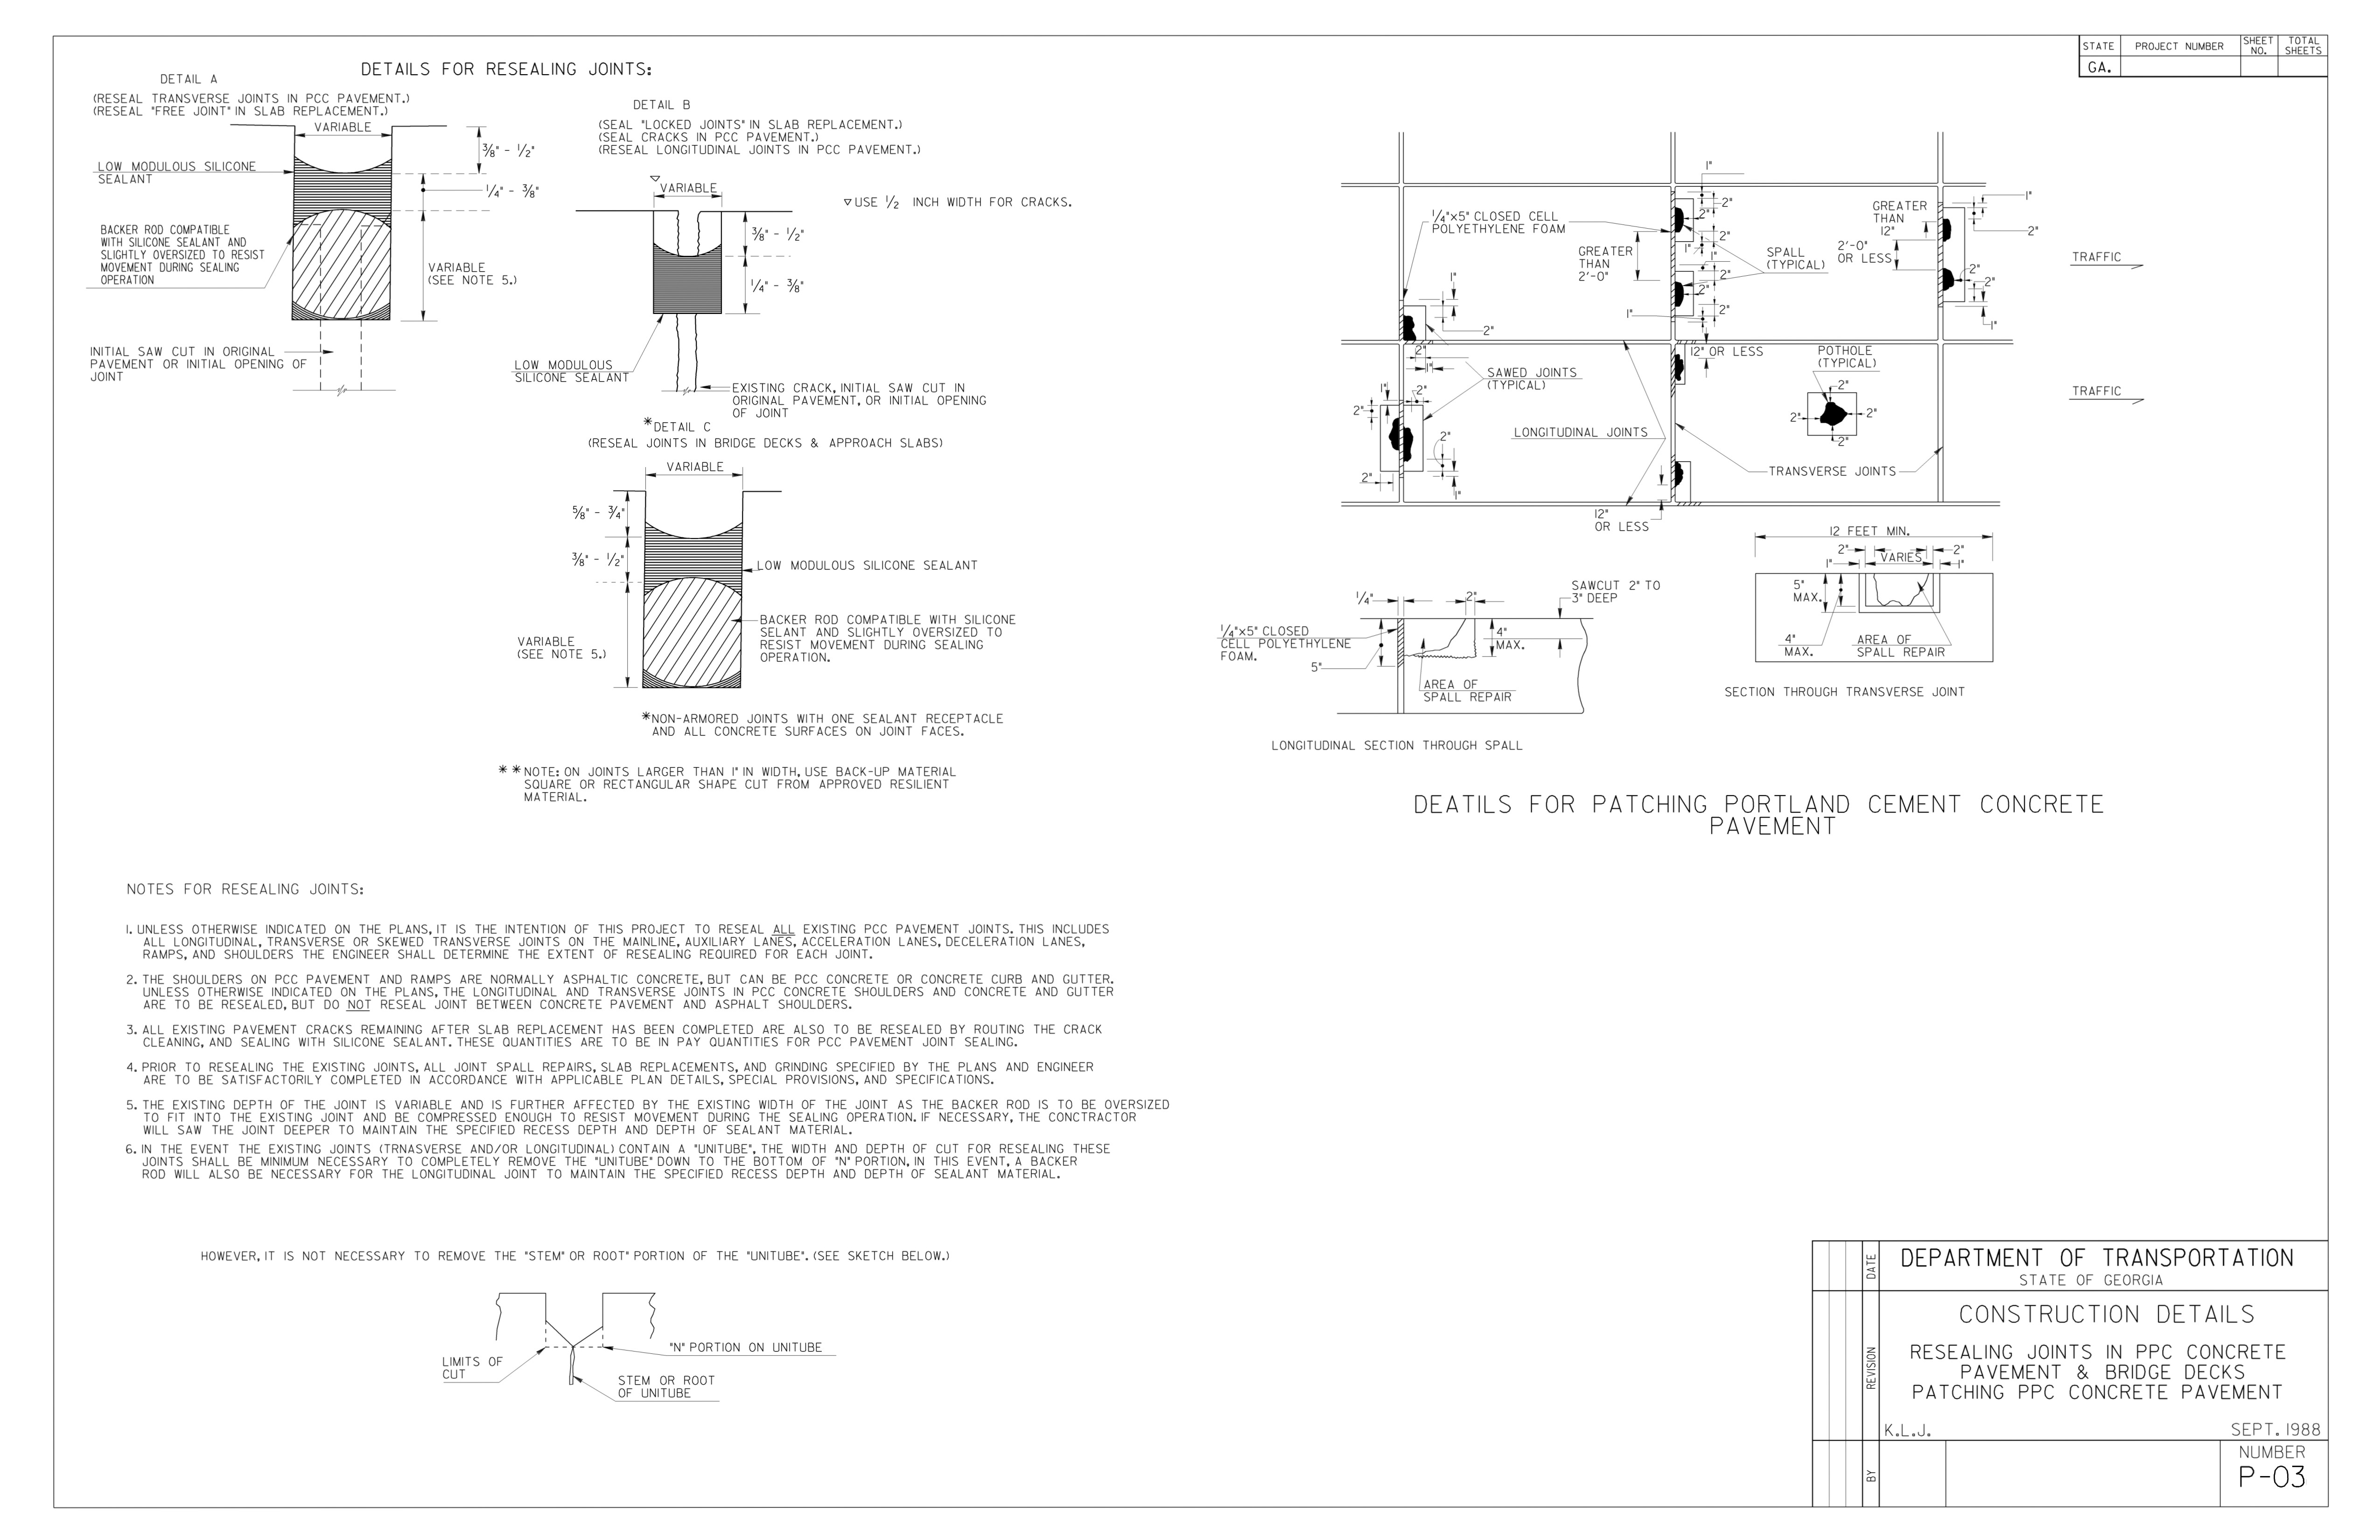 STATE
PROJECT NUMBER
SHEET NO.
TOTAL SHEETS
GA.
DETAILS FOR RESEALING JOINTS:
DETAIL A
(RESEAL TRANSVERSE JOINTS IN PCC PAVEMENT.)
(RESEAL "FREE JOINT" IN SLAB REPLACEMENT.)
VARIABLE
3/8" - 1/2"
LOW MODULOUS SILICONE
SEALANT
1/4" - 3/8"
BACKER ROD COMPATIBLE
WITH SILICONE SEALANT AND
SLIGHTLY OVERSIZED TO RESIST
MOVEMENT DURING SEALING
OPERATION
VARIABLE
(SEE NOTE 5.)
INITIAL SAW CUT IN ORIGINAL
PAVEMENT OR INITIAL OPENING OF
JOINT
DETAIL B
(SEAL "LOCKED JOINTS" IN SLAB REPLACEMENT.)
(SEAL CRACKS IN PCC PAVEMENT.)
(RESEAL LONGITUDINAL JOINTS IN PCC PAVEMENT.)
▽
VARIABLE
▽ USE 1/2 INCH WIDTH FOR CRACKS.
3/8" - 1/2"
1/4" - 3/8"
LOW MODULOUS
SILICONE SEALANT
EXISTING CRACK, INITIAL SAW CUT IN
ORIGINAL PAVEMENT, OR INITIAL OPENING
OF JOINT
*DETAIL C
(RESEAL JOINTS IN BRIDGE DECKS & APPROACH SLABS)
VARIABLE
5/8" - 3/4"
3/8" - 1/2"
LOW MODULOUS SILICONE SEALANT
VARIABLE
(SEE NOTE 5.)
BACKER ROD COMPATIBLE WITH SILICONE
SELANT AND SLIGHTLY OVERSIZED TO
RESIST MOVEMENT DURING SEALING
OPERATION.
*NON-ARMORED JOINTS WITH ONE SEALANT RECEPTACLE
AND ALL CONCRETE SURFACES ON JOINT FACES.
**NOTE: ON JOINTS LARGER THAN 1" IN WIDTH, USE BACK-UP MATERIAL
SQUARE OR RECTANGULAR SHAPE CUT FROM APPROVED RESILIENT
MATERIAL.
1/4"x5" CLOSED CELL
POLYETHYLENE FOAM
GREATER
THAN
2'-0"
1"
2"
2"
2"
1"
1"
2"
2"
2"
1"
SPALL
(TYPICAL)
GREATER
THAN
12"
2'-0"
OR LESS
1"
2"
2"
2"
1"
TRAFFIC
1"
2"
2"
1"
SAWED JOINTS
(TYPICAL)
12" OR LESS
POTHOLE
(TYPICAL)
2"
2"
2"
2"
TRAFFIC
1"
2"
2"
2"
2"
1"
LONGITUDINAL JOINTS
TRANSVERSE JOINTS
12"
OR LESS
1/4"
2"
SAWCUT 2" TO
3" DEEP
1/4"x5" CLOSED
CELL POLYETHYLENE
FOAM.
5"
4"
MAX.
AREA OF
SPALL REPAIR
LONGITUDINAL SECTION THROUGH SPALL
12 FEET MIN.
2"
VARIES
2"
1"
1"
5"
MAX.
4"
MAX.
AREA OF
SPALL REPAIR
SECTION THROUGH TRANSVERSE JOINT
DEATILS FOR PATCHING PORTLAND CEMENT CONCRETE
PAVEMENT
NOTES FOR RESEALING JOINTS:
1. UNLESS OTHERWISE INDICATED ON THE PLANS, IT IS THE INTENTION OF THIS PROJECT TO RESEAL ALL EXISTING PCC PAVEMENT JOINTS. THIS INCLUDES
ALL LONGITUDINAL, TRANSVERSE OR SKEWED TRANSVERSE JOINTS ON THE MAINLINE, AUXILIARY LANES, ACCELERATION LANES, DECELERATION LANES,
RAMPS, AND SHOULDERS THE ENGINEER SHALL DETERMINE THE EXTENT OF RESEALING REQUIRED FOR EACH JOINT.
2. THE SHOULDERS ON PCC PAVEMENT AND RAMPS ARE NORMALLY ASPHALTIC CONCRETE, BUT CAN BE PCC CONCRETE OR CONCRETE CURB AND GUTTER.
UNLESS OTHERWISE INDICATED ON THE PLANS, THE LONGITUDINAL AND TRANSVERSE JOINTS IN PCC CONCRETE SHOULDERS AND CONCRETE AND GUTTER
ARE TO BE RESEALED, BUT DO NOT RESEAL JOINT BETWEEN CONCRETE PAVEMENT AND ASPHALT SHOULDERS.
3. ALL EXISTING PAVEMENT CRACKS REMAINING AFTER SLAB REPLACEMENT HAS BEEN COMPLETED ARE ALSO TO BE RESEALED BY ROUTING THE CRACK
CLEANING, AND SEALING WITH SILICONE SEALANT. THESE QUANTITIES ARE TO BE IN PAY QUANTITIES FOR PCC PAVEMENT JOINT SEALING.
4. PRIOR TO RESEALING THE EXISTING JOINTS, ALL JOINT SPALL REPAIRS, SLAB REPLACEMENTS, AND GRINDING SPECIFIED BY THE PLANS AND ENGINEER
ARE TO BE SATISFACTORILY COMPLETED IN ACCORDANCE WITH APPLICABLE PLAN DETAILS, SPECIAL PROVISIONS, AND SPECIFICATIONS.
5. THE EXISTING DEPTH OF THE JOINT IS VARIABLE AND IS FURTHER AFFECTED BY THE EXISTING WIDTH OF THE JOINT AS THE BACKER ROD IS TO BE OVERSIZED
TO FIT INTO THE EXISTING JOINT AND BE COMPRESSED ENOUGH TO RESIST MOVEMENT DURING THE SEALING OPERATION. IF NECESSARY, THE CONCTRACTOR
WILL SAW THE JOINT DEEPER TO MAINTAIN THE SPECIFIED RECESS DEPTH AND DEPTH OF SEALANT MATERIAL.
6. IN THE EVENT THE EXISTING JOINTS (TRNASVERSE AND/OR LONGITUDINAL) CONTAIN A "UNITUBE", THE WIDTH AND DEPTH OF CUT FOR RESEALING THESE
JOINTS SHALL BE MINIMUM NECESSARY TO COMPLETELY REMOVE THE "UNITUBE" DOWN TO THE BOTTOM OF "N" PORTION, IN THIS EVENT, A BACKER
ROD WILL ALSO BE NECESSARY FOR THE LONGITUDINAL JOINT TO MAINTAIN THE SPECIFIED RECESS DEPTH AND DEPTH OF SEALANT MATERIAL.
HOWEVER, IT IS NOT NECESSARY TO REMOVE THE "STEM" OR ROOT" PORTION OF THE "UNITUBE". (SEE SKETCH BELOW.)
"N" PORTION ON UNITUBE
LIMITS OF
CUT
STEM OR ROOT
OF UNITUBE
DATE
REVISION
BY
DEPARTMENT OF TRANSPORTATION
STATE OF GEORGIA
CONSTRUCTION DETAILS
RESEALING JOINTS IN PPC CONCRETE
PAVEMENT & BRIDGE DECKS
PATCHING PPC CONCRETE PAVEMENT
K.L.J.
SEPT. 1988
NUMBER
P-03